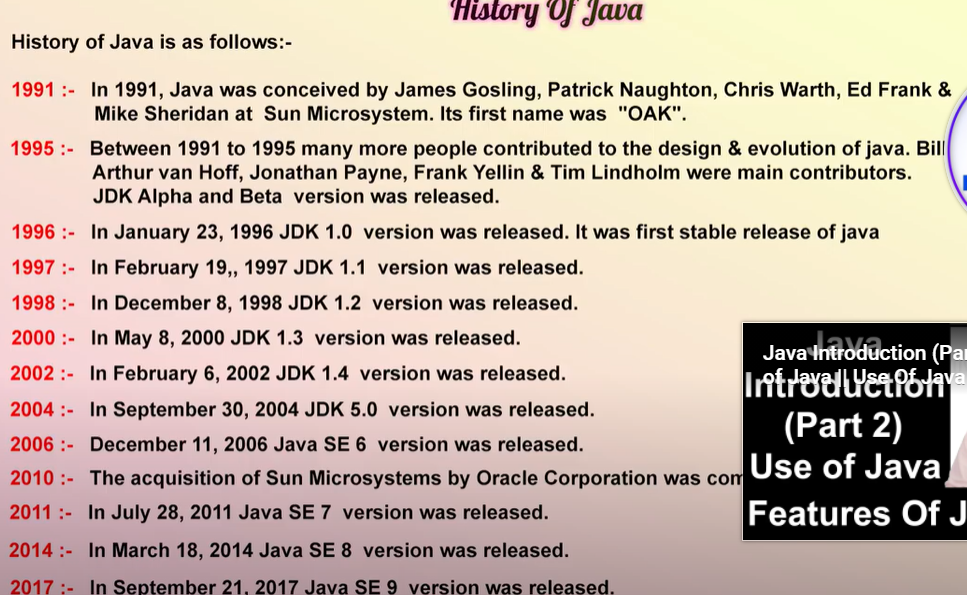 History Of Java
History of Java is as follows:-
1991 :- In 1991, Java was conceived by James Gosling, Patrick Naughton, Chris Warth, Ed Frank &
Mike Sheridan at Sun Microsystem. Its first name was "OAK".
1995 :- Between 1991 to 1995 many more people contributed to the design & evolution of java. Bill
Arthur van Hoff, Jonathan Payne, Frank Yellin & Tim Lindholm were main contributors.
JDK Alpha and Beta version was released.
1996 :- In January 23, 1996 JDK 1.0 version was released. It was first stable release of java
1997 :- In February 19,, 1997 JDK 1.1 version was released.
1998 :- In December 8, 1998 JDK 1.2 version was released.
2000 :- In May 8, 2000 JDK 1.3 version was released.
2002 :- In February 6, 2002 JDK 1.4 version was released.
2004 :- In September 30, 2004 JDK 5.0 version was released.
2006 :- December 11, 2006 Java SE 6 version was released.
2010 :- The acquisition of Sun Microsystems by Oracle Corporation was com
2011 :- In July 28, 2011 Java SE 7 version was released.
2014 :- In March 18, 2014 Java SE 8 version was released.
2017 :- In September 21, 2017 Java SE 9 version was released.
Java
Java Introduction (Par
of Java || Use Of Java
Introduction
(Part 2)
Use of Java
Features Of J